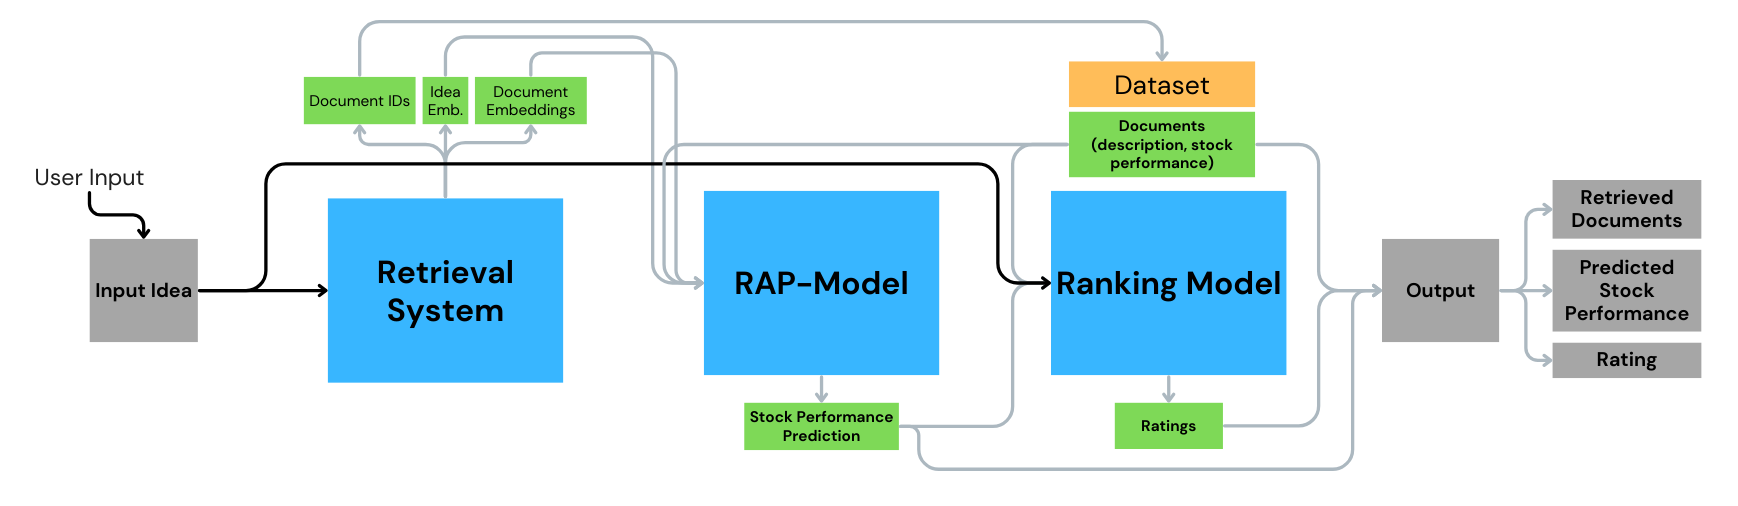 Document IDs
Idea
Emb.
Document
Embeddings
Dataset
Documents
(description, stock
performance)
User Input
Input Idea
Retrieval
System
RAP-Model
Ranking Model
Output
Retrieved
Documents
Predicted
Stock
Performance
Rating
Stock Performance
Prediction
Ratings